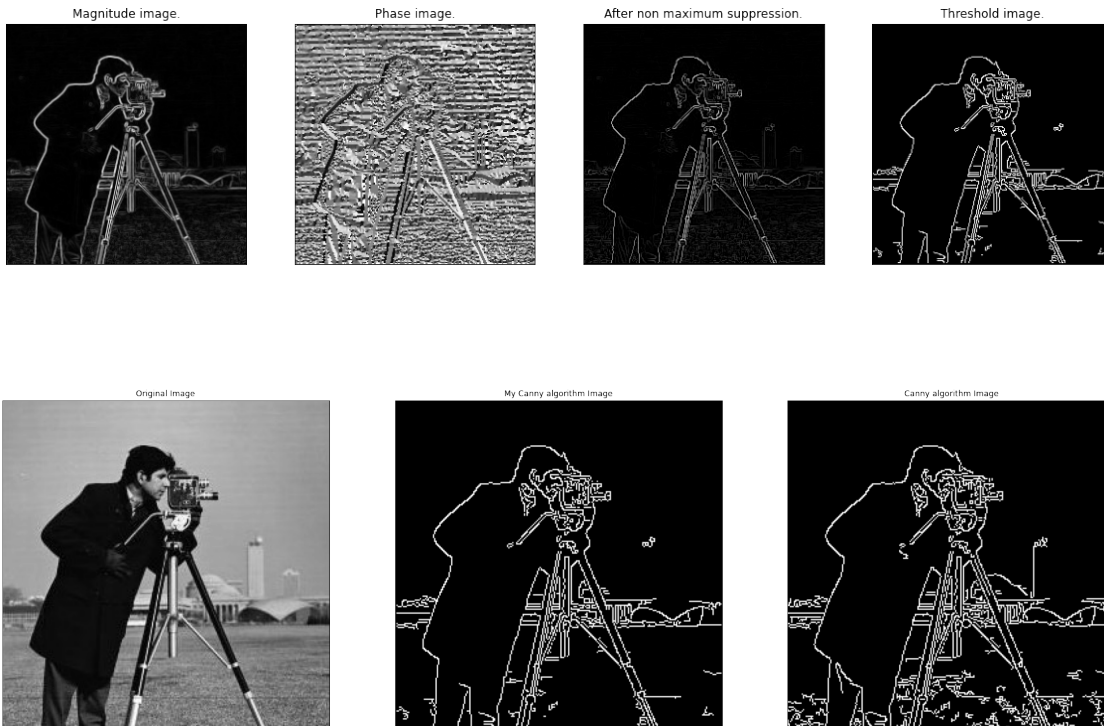 Magnitude image.
Phase image.
After non maximum suppression.
Threshold image.
Original Image
My Canny algorithm Image
Canny algorithm Image